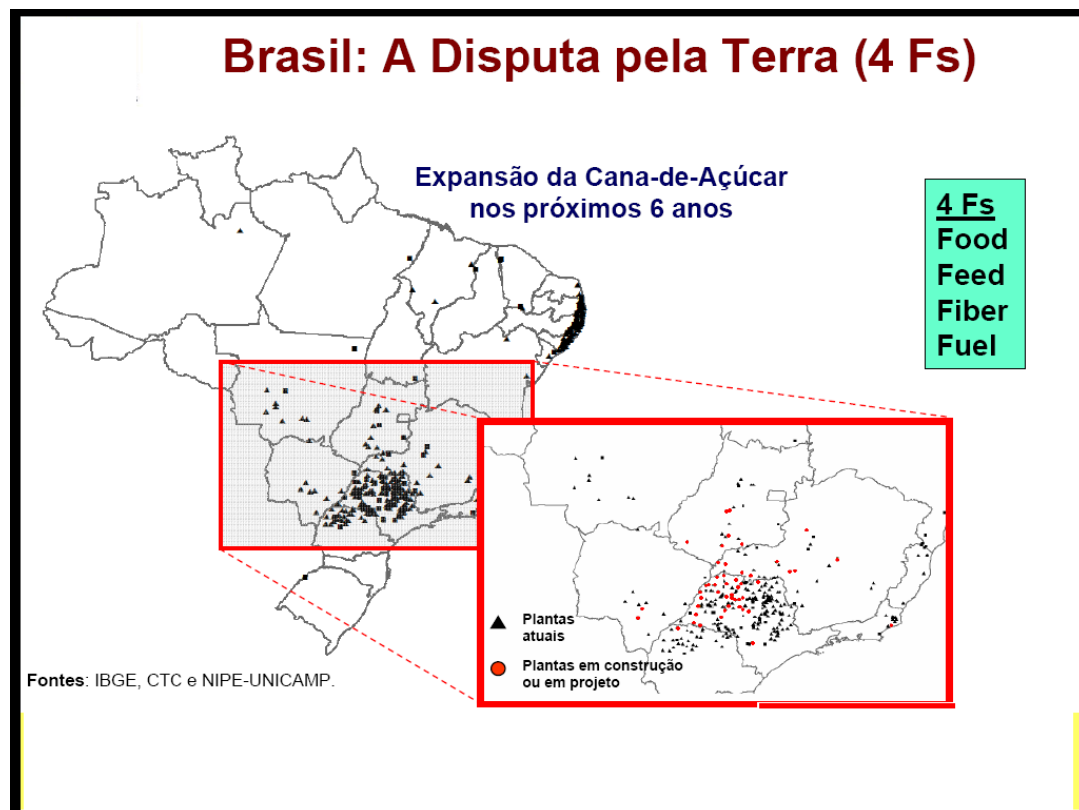 Brasil: A Disputa pela Terra (4 Fs)
Expansão da Cana-de-Açúcar
nos próximos 6 anos
4 Fs
Food
Feed
Fiber
Fuel
Plantas
atuais
Plantas em construção
ou em projeto
Fontes: IBGE, CTC e NIPE-UNICAMP.